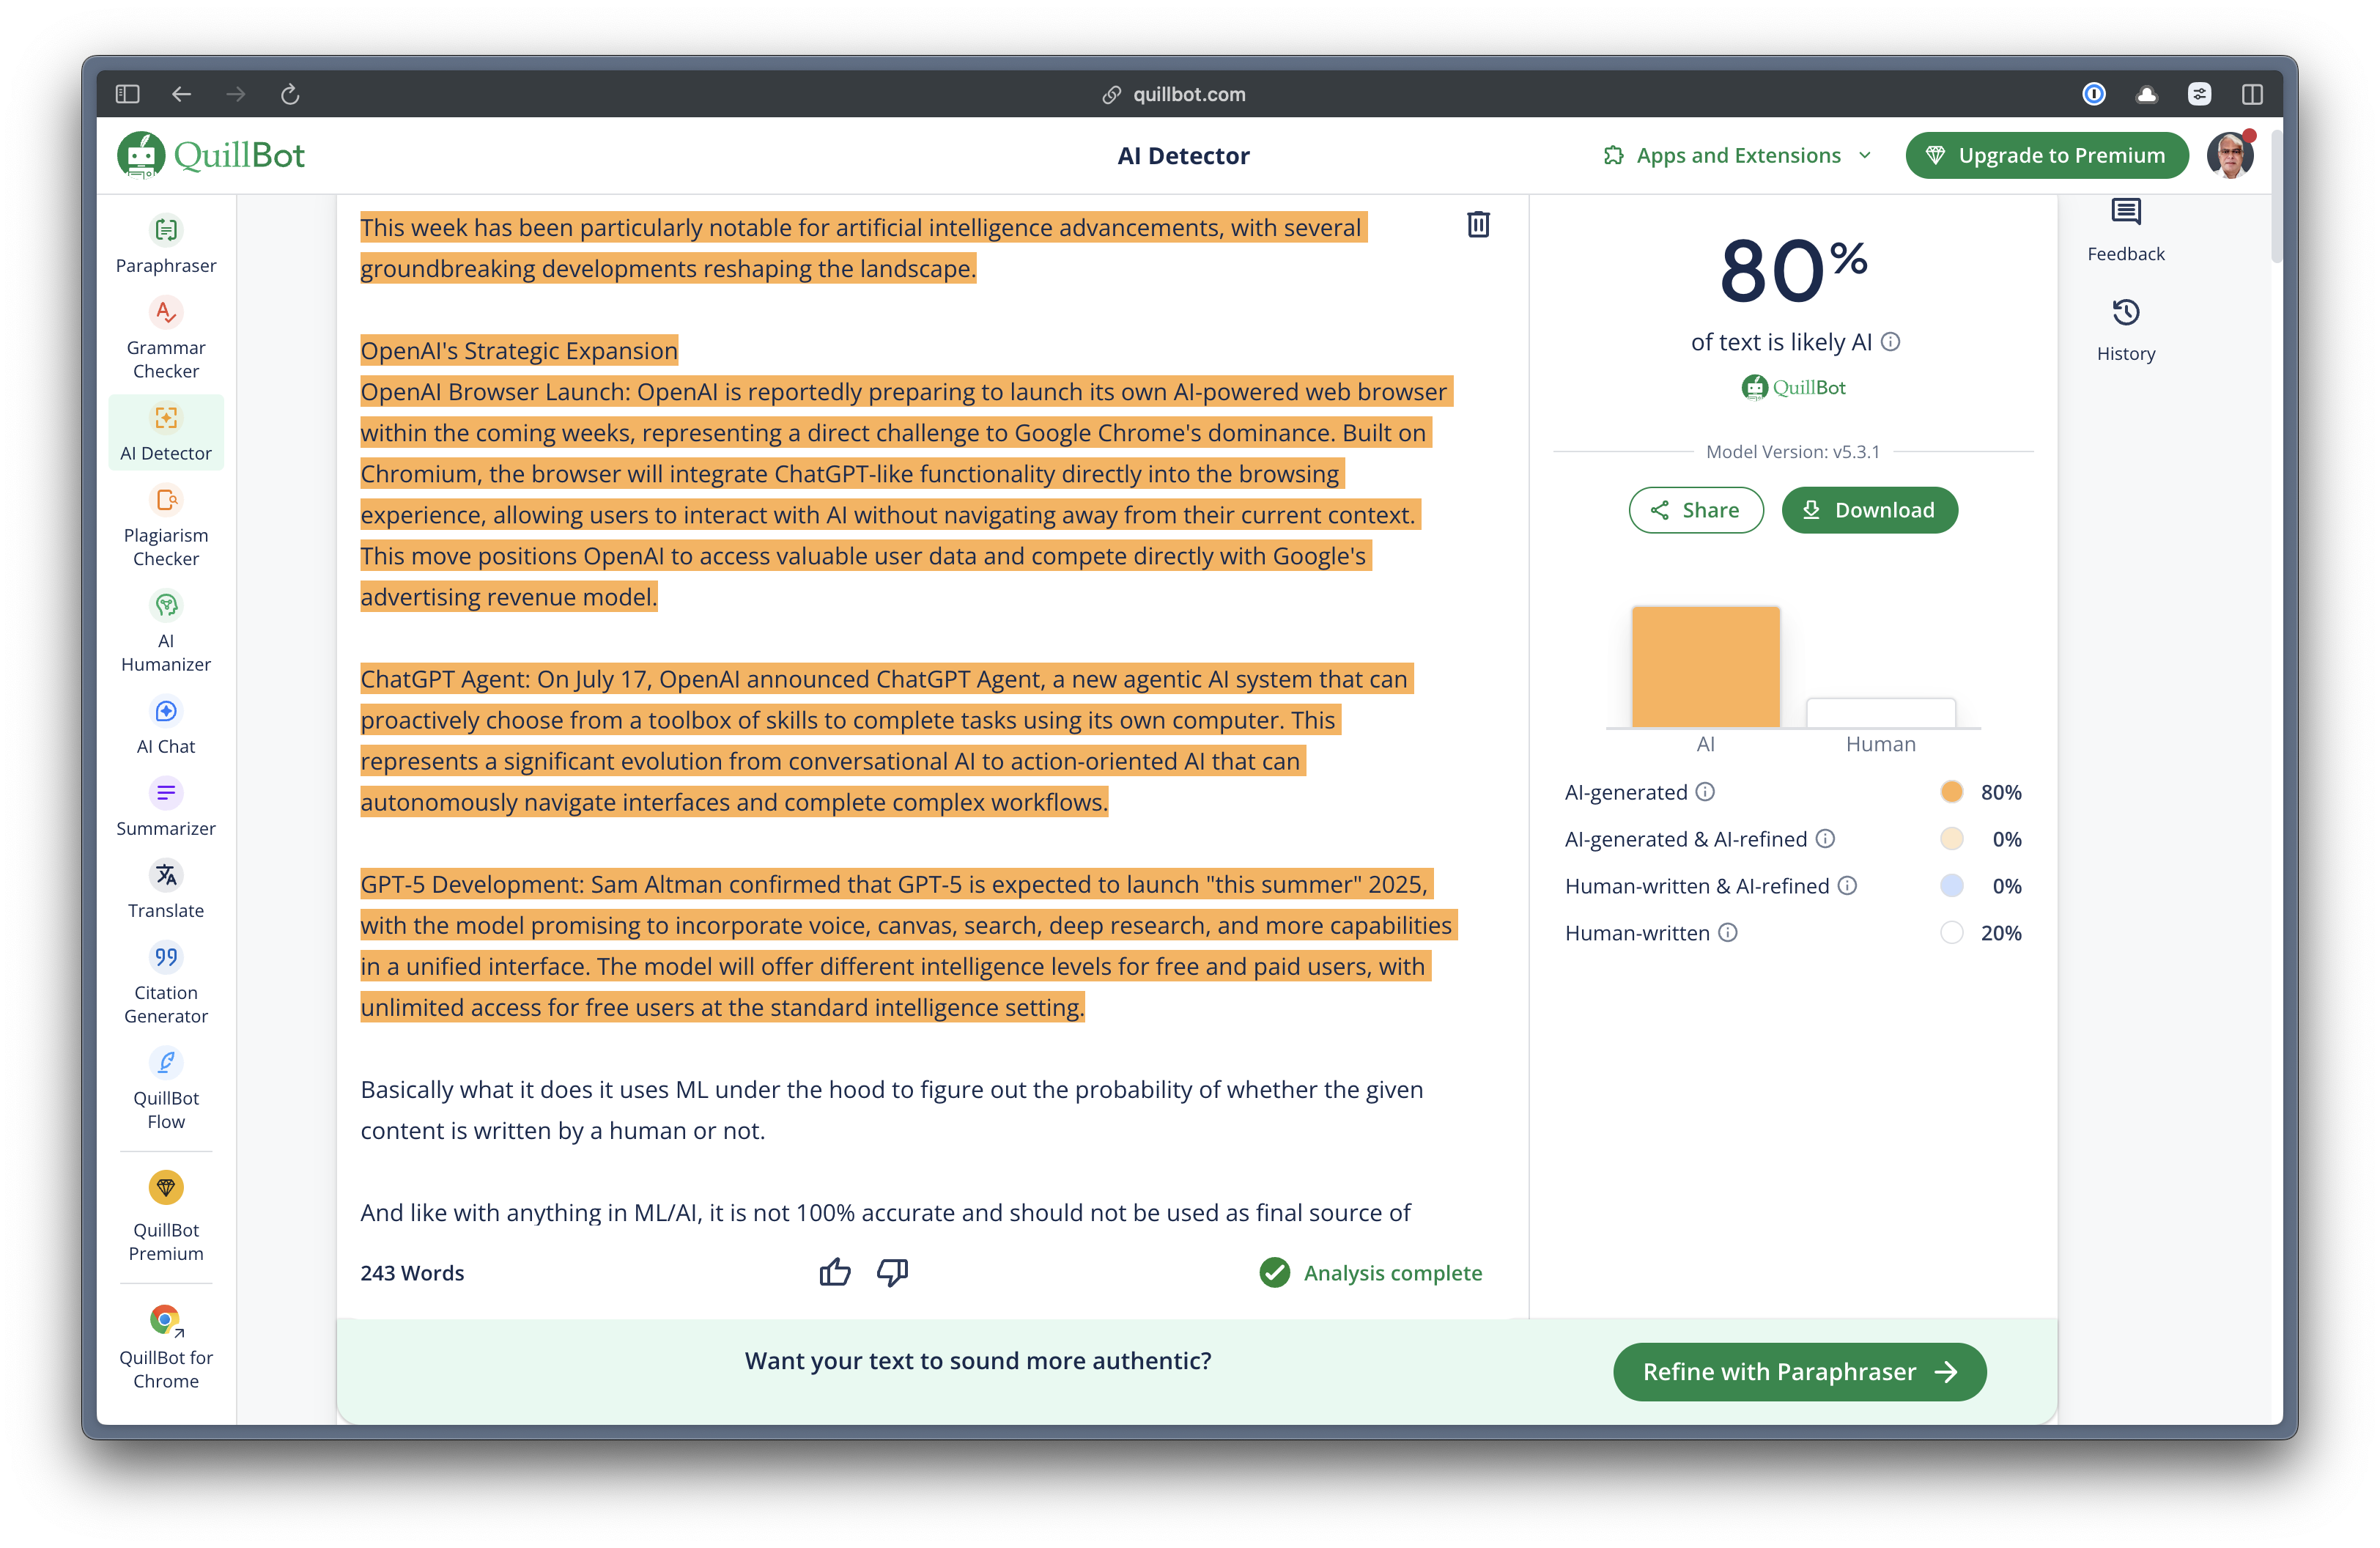 quillbot.com
QuillBot
AI Detector
Apps and Extensions
Upgrade to Premium
Paraphraser
Grammar
Checker
AI Detector
Plagiarism
Checker
AI
Humanizer
AI Chat
Summarizer
Translate
Citation
Generator
QuillBot
Flow
QuillBot
Premium
QuillBot for
Chrome
This week has been particularly notable for artificial intelligence advancements, with several
groundbreaking developments reshaping the landscape.
OpenAI's Strategic Expansion
OpenAI Browser Launch: OpenAI is reportedly preparing to launch its own AI-powered web browser
within the coming weeks, representing a direct challenge to Google Chrome's dominance. Built on
Chromium, the browser will integrate ChatGPT-like functionality directly into the browsing
experience, allowing users to interact with AI without navigating away from their current context.
This move positions OpenAI to access valuable user data and compete directly with Google's
advertising revenue model.
ChatGPT Agent: On July 17, OpenAI announced ChatGPT Agent, a new agentic AI system that can
proactively choose from a toolbox of skills to complete tasks using its own computer. This
represents a significant evolution from conversational AI to action-oriented AI that can
autonomously navigate interfaces and complete complex workflows.
GPT-5 Development: Sam Altman confirmed that GPT-5 is expected to launch "this summer" 2025,
with the model promising to incorporate voice, canvas, search, deep research, and more capabilities
in a unified interface. The model will offer different intelligence levels for free and paid users, with
unlimited access for free users at the standard intelligence setting.
Basically what it does it uses ML under the hood to figure out the probability of whether the given
content is written by a human or not.
And like with anything in ML/AI, it is not 100% accurate and should not be used as final source of
243 Words
Analysis complete
Want your text to sound more authentic?
Refine with Paraphraser
80%
of text is likely AI
QuillBot
Model Version: v5.3.1
Share
Download
AI
Human
AI-generated 80%
AI-generated & AI-refined 0%
Human-written & AI-refined 0%
Human-written 20%
Feedback
History